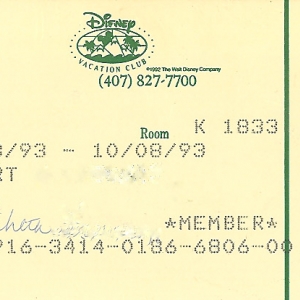 DISNEY
VACATION CLUB
©1992 The Walt Disney Company
(407) 827-7700
Room K 1833
/93 - 10/08/93
RT
*MEMBER*
916-3414-0186-6806-00